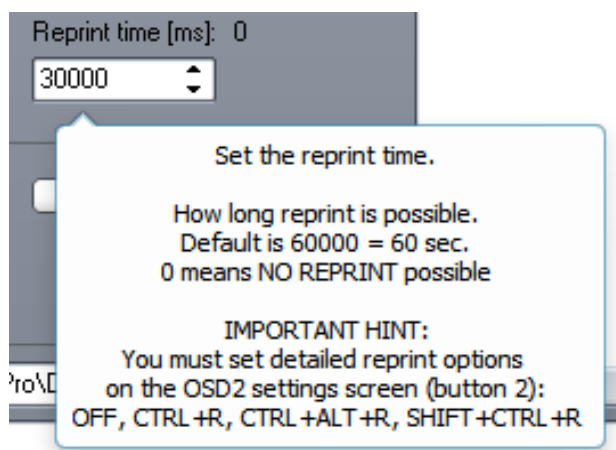 Reprint time [ms]: 0
30000
Set the reprint time.
How long reprint is possible.
Default is 60000 = 60 sec.
0 means NO REPRINT possible
IMPORTANT HINT:
You must set detailed reprint options
on the OSD2 settings screen (button 2):
Pro\D
OFF, CTRL+R, CTRL+ALT+R, SHIFT+CTRL+R